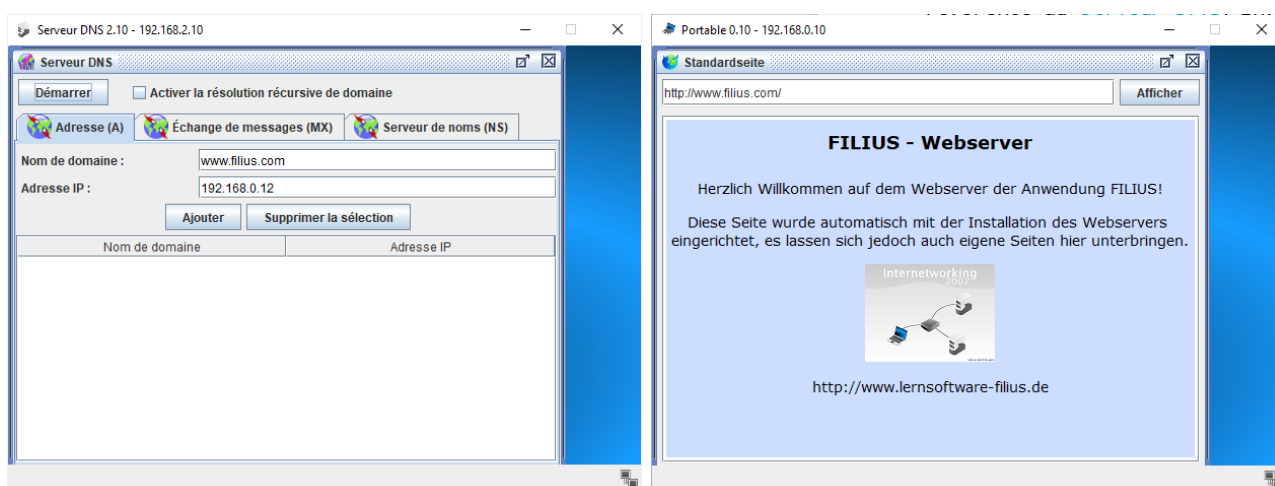 Serveur DNS 2.10 - 192.168.2.10
Serveur DNS
Démarrer
Activer la résolution récursive de domaine
Adresse (A)
Échange de messages (MX)
Serveur de noms (NS)
Nom de domaine :
www.filius.com
Adresse IP :
192.168.0.12
Ajouter
Supprimer la sélection
Nom de domaine
Adresse IP
Portable 0.10 - 192.168.0.10
Standardseite
http://www.filius.com/
Afficher
FILIUS - Webserver
Herzlich Willkommen auf dem Webserver der Anwendung FILIUS!
Diese Seite wurde automatisch mit der Installation des Webservers
eingerichtet, es lassen sich jedoch auch eigene Seiten hier unterbringen.
Internetworking
2007
http://www.lernsoftware-filius.de